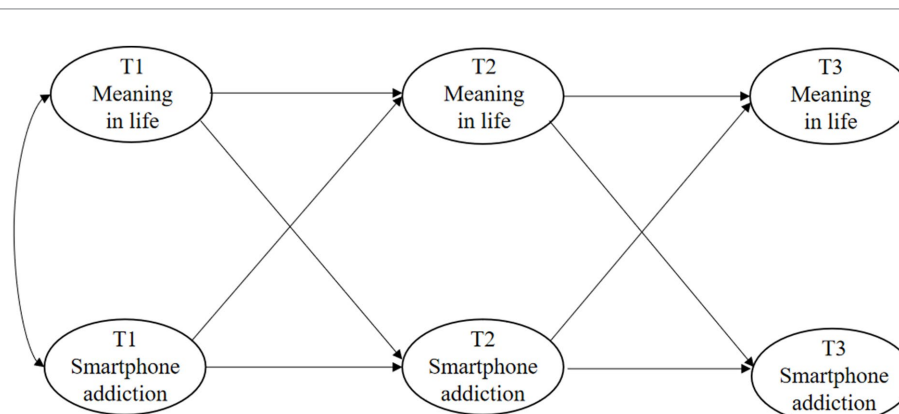 T1
Meaning
in life
T2
Meaning
in life
T3
Meaning
in life
T1
Smartphone
addiction
T2
Smartphone
addiction
T3
Smartphone
addiction